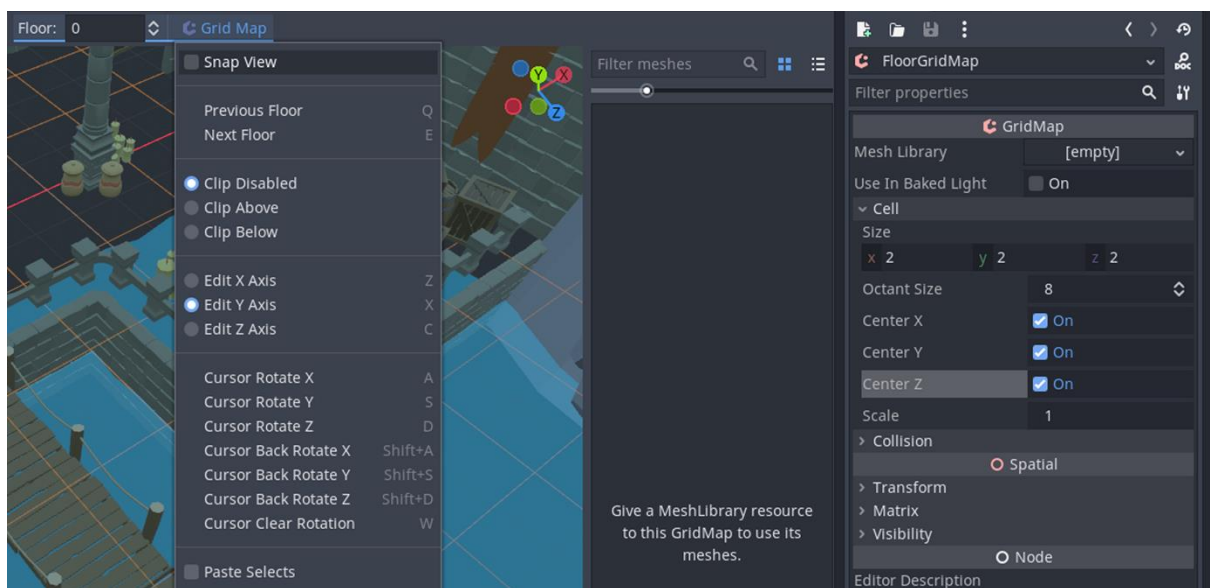 Floor: 0
Grid Map
Snap View
Previous Floor Q
Next Floor E
Clip Disabled
Clip Above
Clip Below
Edit X Axis Z
Edit Y Axis X
Edit Z Axis C
Cursor Rotate X A
Cursor Rotate Y S
Cursor Rotate Z D
Cursor Back Rotate X Shift+A
Cursor Back Rotate Y Shift+S
Cursor Back Rotate Z Shift+D
Cursor Clear Rotation W
Paste Selects
Y X
Z
Filter meshes
Give a MeshLibrary resource
to this GridMap to use its
meshes.
FloorGridMap
DOC
Filter properties
GridMap
Mesh Library [empty]
Use In Baked Light On
Cell
Size
x 2 y 2 z 2
Octant Size 8
Center X On
Center Y On
Center Z On
Scale 1
Collision
Spatial
Transform
Matrix
Visibility
Node
Editor Description